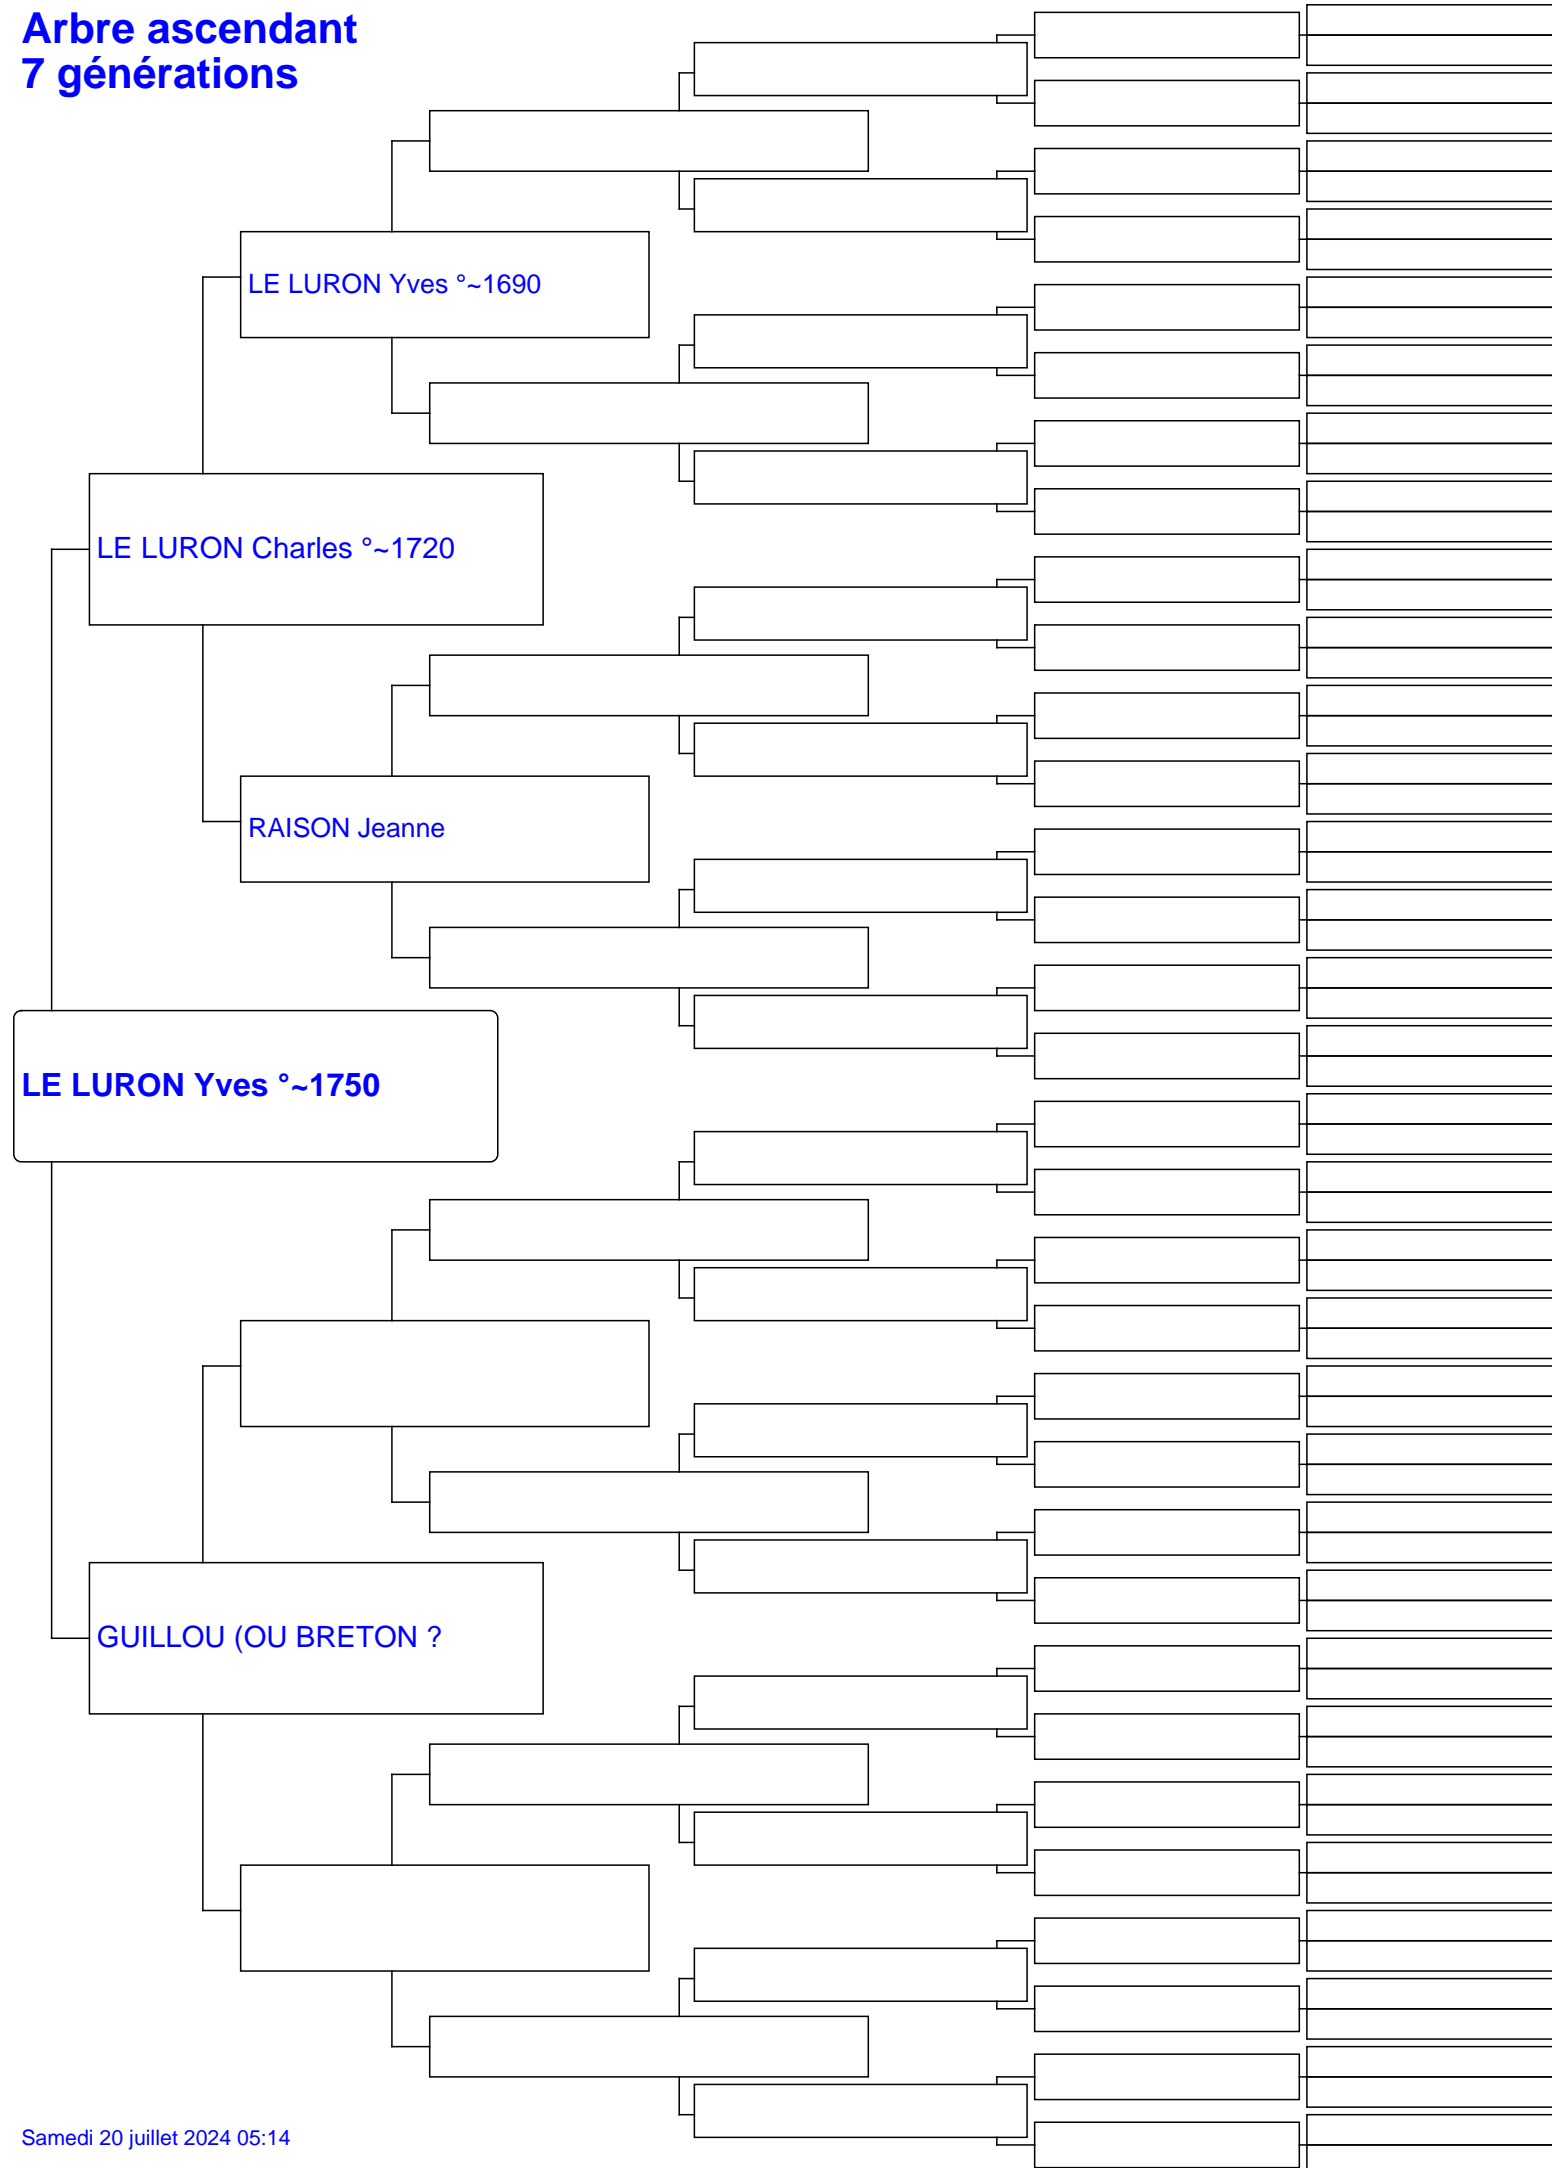 Arbre ascendant
7 générations
LE LURON Yves °~1690
LE LURON Charles °~1720
RAISON Jeanne
LE LURON Yves °~1750
GUILLOU (OU BRETON ?
Samedi 20 juillet 2024 05:14